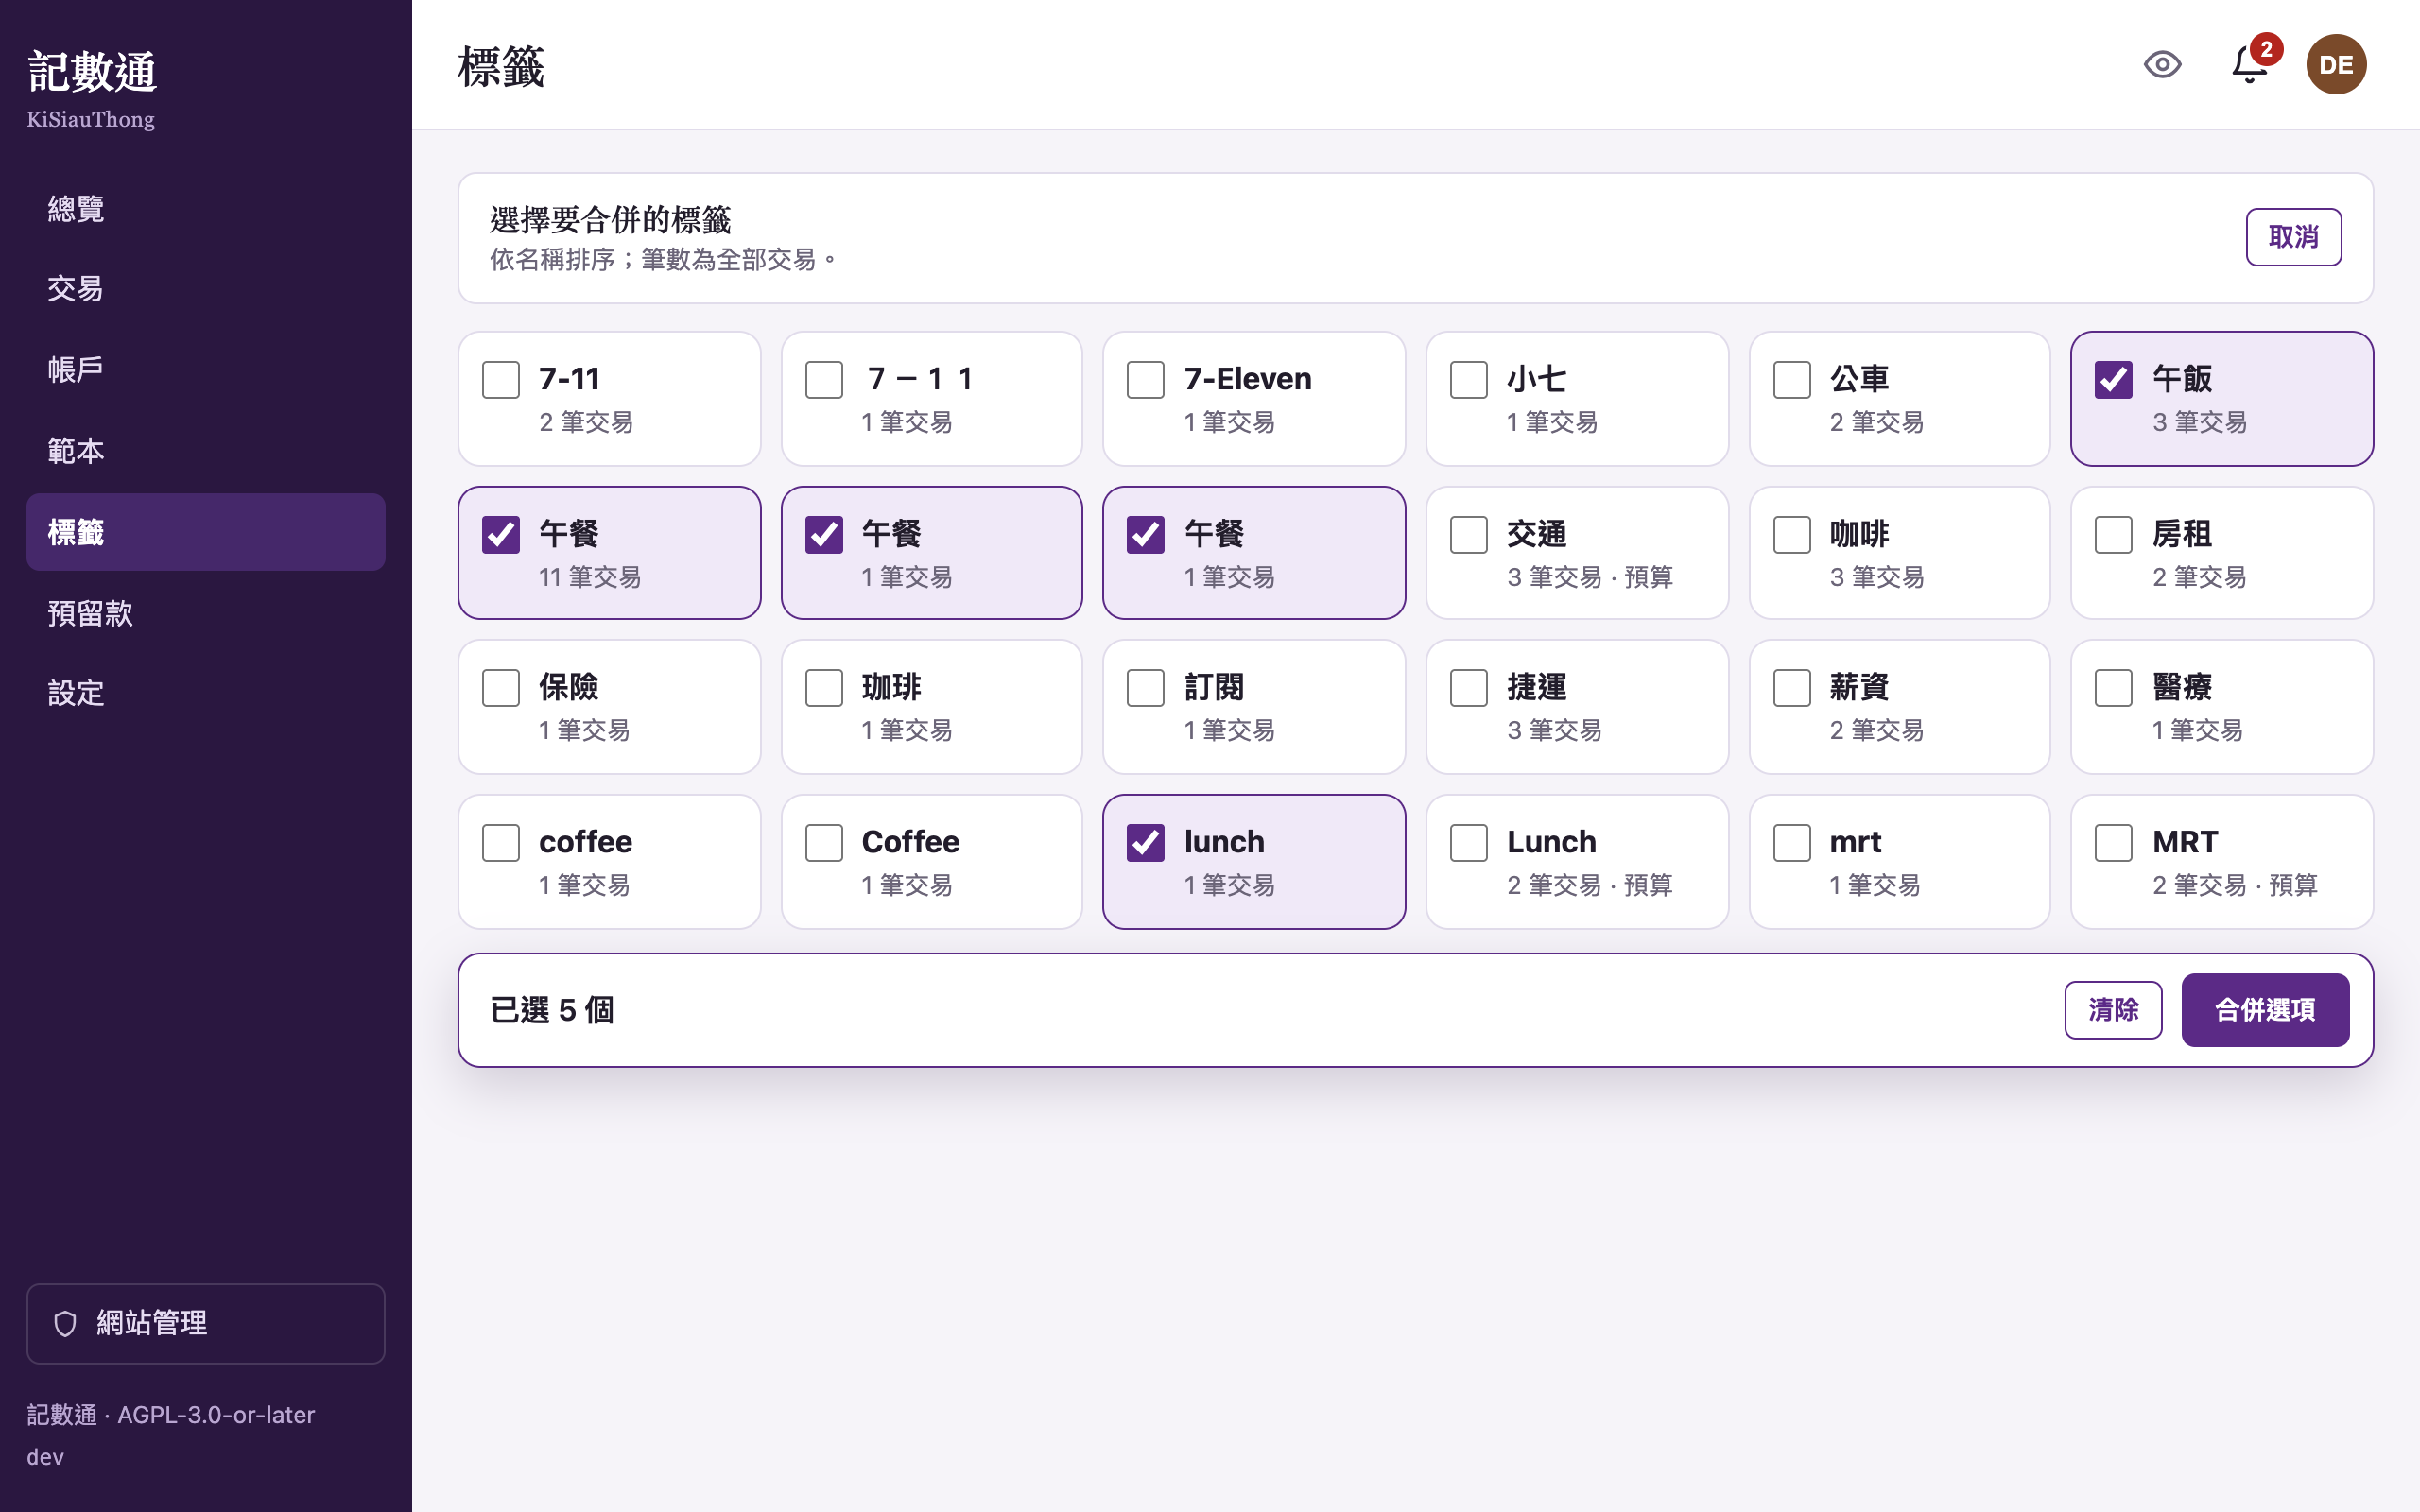 記數通
KiSiauThong
總覽
交易
帳戶
範本
標籤
預留款
設定
網站管理
記數通 · AGPL-3.0-or-later
dev
標籤
2
DE
選擇要合併的標籤
依名稱排序；筆數為全部交易。
取消
7-11
2 筆交易
７－１１
1 筆交易
7-Eleven
1 筆交易
小七
1 筆交易
公車
2 筆交易
午飯
3 筆交易
午餐
11 筆交易
午餐
1 筆交易
午餐
1 筆交易
交通
3 筆交易 · 預算
咖啡
3 筆交易
房租
2 筆交易
保險
1 筆交易
珈琲
1 筆交易
訂閱
1 筆交易
捷運
3 筆交易
薪資
2 筆交易
醫療
1 筆交易
coffee
1 筆交易
Coffee
1 筆交易
lunch
1 筆交易
Lunch
2 筆交易 · 預算
mrt
1 筆交易
MRT
2 筆交易 · 預算
已選 5 個
清除
合併選項